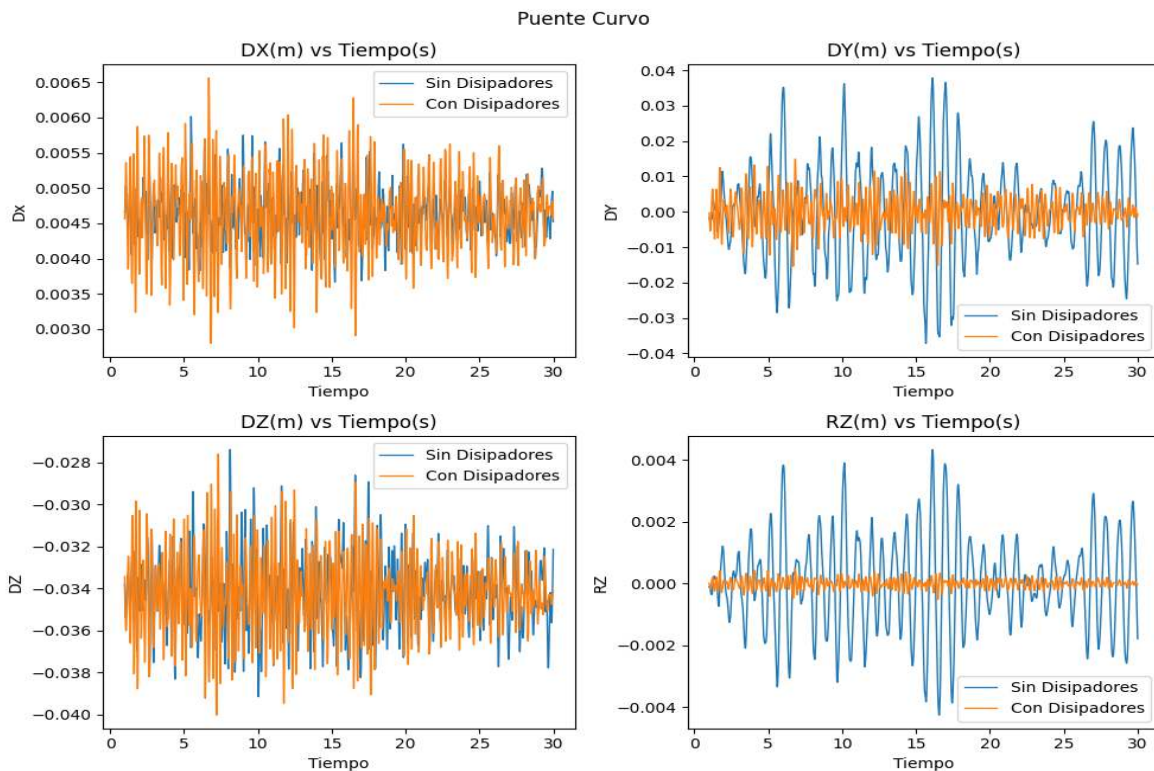 Puente Curvo
DX(m) vs Tiempo(s)
0.0065
0.0060
0.0055
0.0050
0.0045
0.0040
0.0035
0.0030
Dx
Sin Disipadores
Con Disipadores
0 5 10 15 20 25 30
Tiempo
DY(m) vs Tiempo(s)
0.04
0.03
0.02
0.01
0.00
−0.01
−0.02
−0.03
−0.04
DY
Sin Disipadores
Con Disipadores
0 5 10 15 20 25 30
Tiempo
DZ(m) vs Tiempo(s)
−0.028
−0.030
−0.032
−0.034
−0.036
−0.038
−0.040
DZ
Sin Disipadores
Con Disipadores
0 5 10 15 20 25 30
Tiempo
RZ(m) vs Tiempo(s)
0.004
0.002
0.000
−0.002
−0.004
RZ
Sin Disipadores
Con Disipadores
0 5 10 15 20 25 30
Tiempo